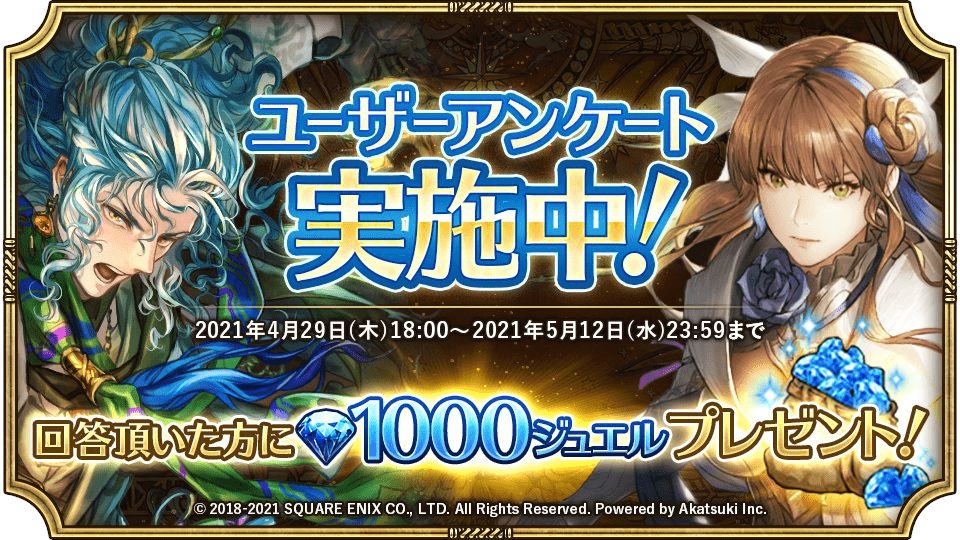 ユーザーアンケート
実施中!
2021年4月29日(木)18:00～2021年5月12日(水)23:59まで
回答頂いた方に1000ジュエルプレゼント!
© 2018-2021 SQUARE ENIX CO., LTD. All Rights Reserved. Powered by Akatsuki Inc.